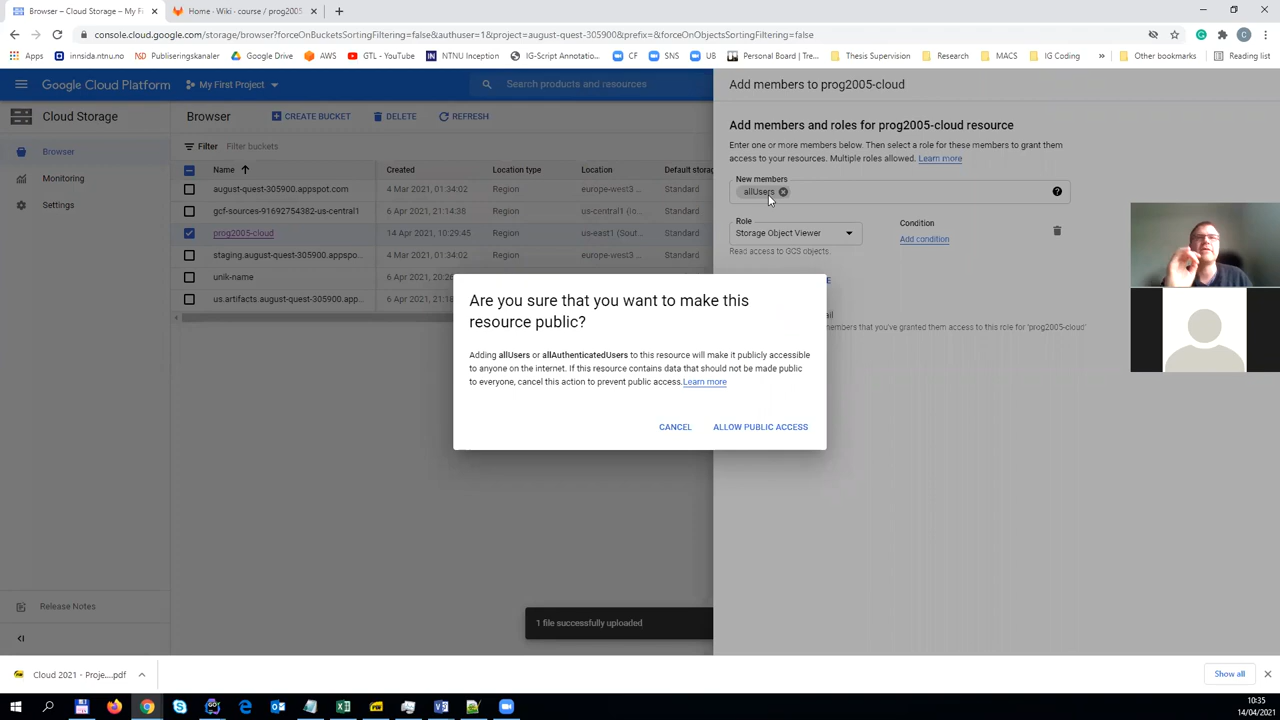 Browser – Cloud Storage – My Fi
Home · Wiki · course / prog2005
console.cloud.google.com/storage/browser?forceOnBucketsSortingFiltering=false&authuser=1&project=august-quest-305900&prefix=&forceOnObjectsSortingFiltering=false
Apps
innsida.ntnu.no
Publiseringskanaler
Google Drive
AWS
GTL - YouTube
NTNU Inception
IG-Script Annotatio...
CF
SNS
UB
Personal Board | Tre...
Thesis Supervision
Research
MACS
IG Coding
»
Other bookmarks
Reading list
Google Cloud Platform
My First Project
Search products and resources
Add members to prog2005-cloud
Cloud Storage
Browser
CREATE BUCKET
DELETE
REFRESH
Browser
Monitoring
Settings
Filter
Filter buckets
Name
Created
Location type
Location
Default storag
august-quest-305900.appspot.com
4 Mar 2021, 01:34:02
Region
europe-west3 ...
Standard
gcf-sources-91692754382-us-central1
6 Apr 2021, 21:14:38
Region
us-central1 (Io...
Standard
prog2005-cloud
14 Apr 2021, 10:29:45
Region
us-east1 (Sout...
Standard
staging.august-quest-305900.appspo...
4 Mar 2021, 01:34:02
Region
europe-west3 ...
Standard
unik-name
6 Apr 2021, 20:2
us.artifacts.august-quest-305900.app...
6 Apr 2021, 21:1
Add members and roles for prog2005-cloud resource
Enter one or more members below. Then select a role for these members to grant them
access to your resources. Multiple roles allowed. Learn more
New members
allUsers
Role
Storage Object Viewer
Condition
Add condition
Read access to GCS objects.
E
ail
members that you've granted them access to this role for 'prog2005-cloud'
Are you sure that you want to make this
resource public?
Adding allUsers or allAuthenticatedUsers to this resource will make it publicly accessible
to anyone on the internet. If this resource contains data that should not be made public
to everyone, cancel this action to prevent public access. Learn more
CANCEL
ALLOW PUBLIC ACCESS
1 file successfully uploaded
Release Notes
Cloud 2021 - Proje....pdf
Show all
10:35
14/04/2021